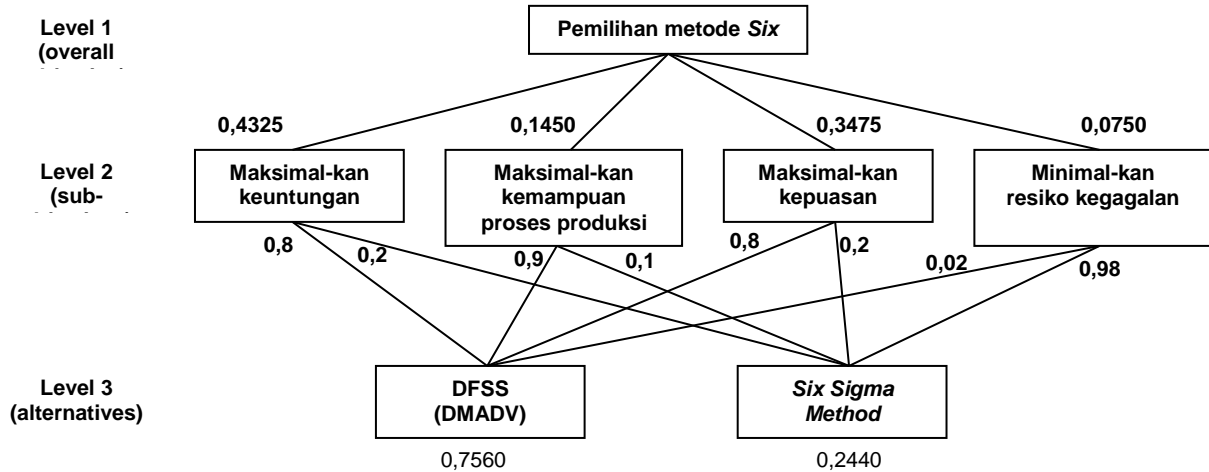 Level 1
(overall
Pemilihan metode Six
0,4325
0,1450
0,3475
0,0750
Level 2
(sub-
Maksimal-kan
keuntungan
Maksimal-kan
kemampuan
proses produksi
Maksimal-kan
kepuasan
Minimal-kan
resiko kegagalan
0,8
0,2
0,9
0,1
0,8
0,2
0,02
0,98
Level 3
(alternatives)
DFSS
(DMADV)
Six Sigma
Method
0,7560
0,2440